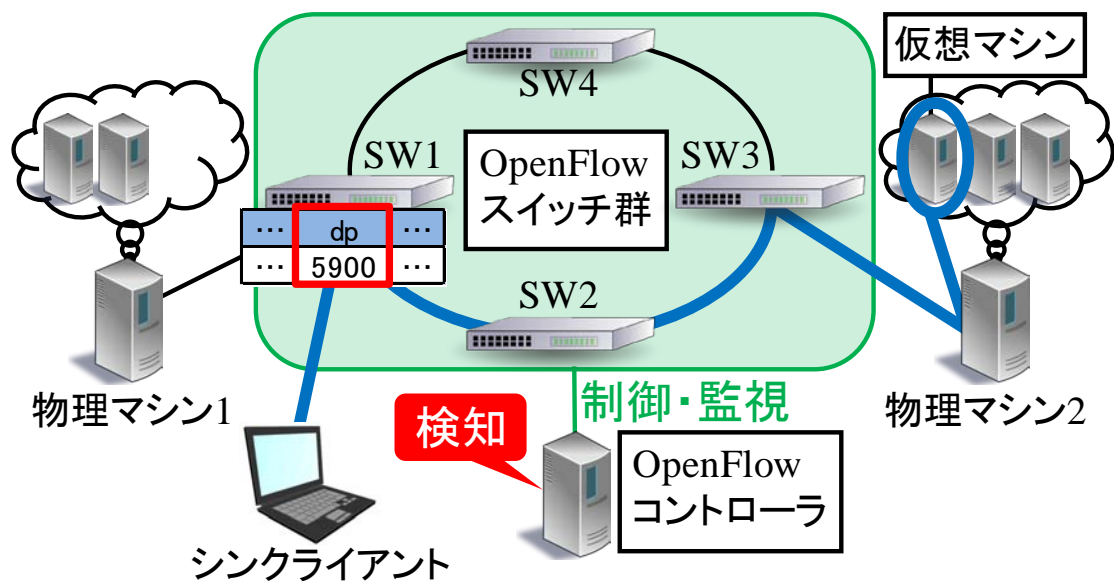 仮想マシン
SW4
SW1
OpenFlow
スイッチ群
SW3
… dp …
… 5900 …
SW2
物理マシン1
制御・監視
物理マシン2
検知
OpenFlow
コントローラ
シンクライアント